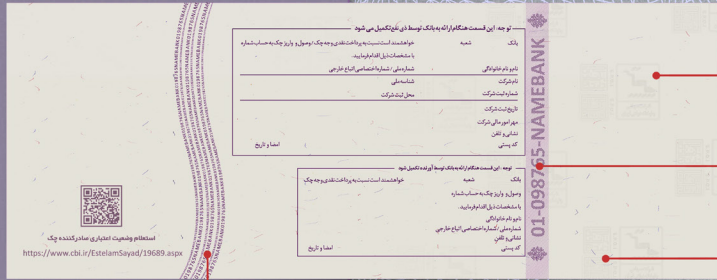 توجه: این قسمت هنگام ارائه به بانک توسط ذی نفع تکمیل می شود.
بانک شعبه خواهشمند است نسبت به پرداخت نقدی وجه چک / وصول و واریز چک به حساب شماره
با مشخصات ذیل اقدام فرمایید.
نام و نام خانوادگی شماره ملی / شماره اختصاصی اتباع خارجی
نام شرکت شناسه ملی
شماره ثبت شرکت محل ثبت شرکت
تاریخ ثبت شرکت
مهر امور مالی شرکت
نشانی و تلفن
کد پستی امضا و تاریخ
توجه: این قسمت هنگام ارائه به بانک توسط آورنده تکمیل شود
بانک شعبه خواهشمند است نسبت به پرداخت نقدی وجه چک
وصول و واریز چک به حساب شماره
با مشخصات ذیل اقدام فرمایید.
نام و نام خانوادگی
شماره ملی / شماره اختصاصی اتباع خارجی
نشانی و تلفن
کد پستی امضا و تاریخ
01-098765-NAMEBANK
استعلام وضعیت اعتباری صادرکننده چک
https://www.cbi.ir/EstelamSayad/19689.aspx